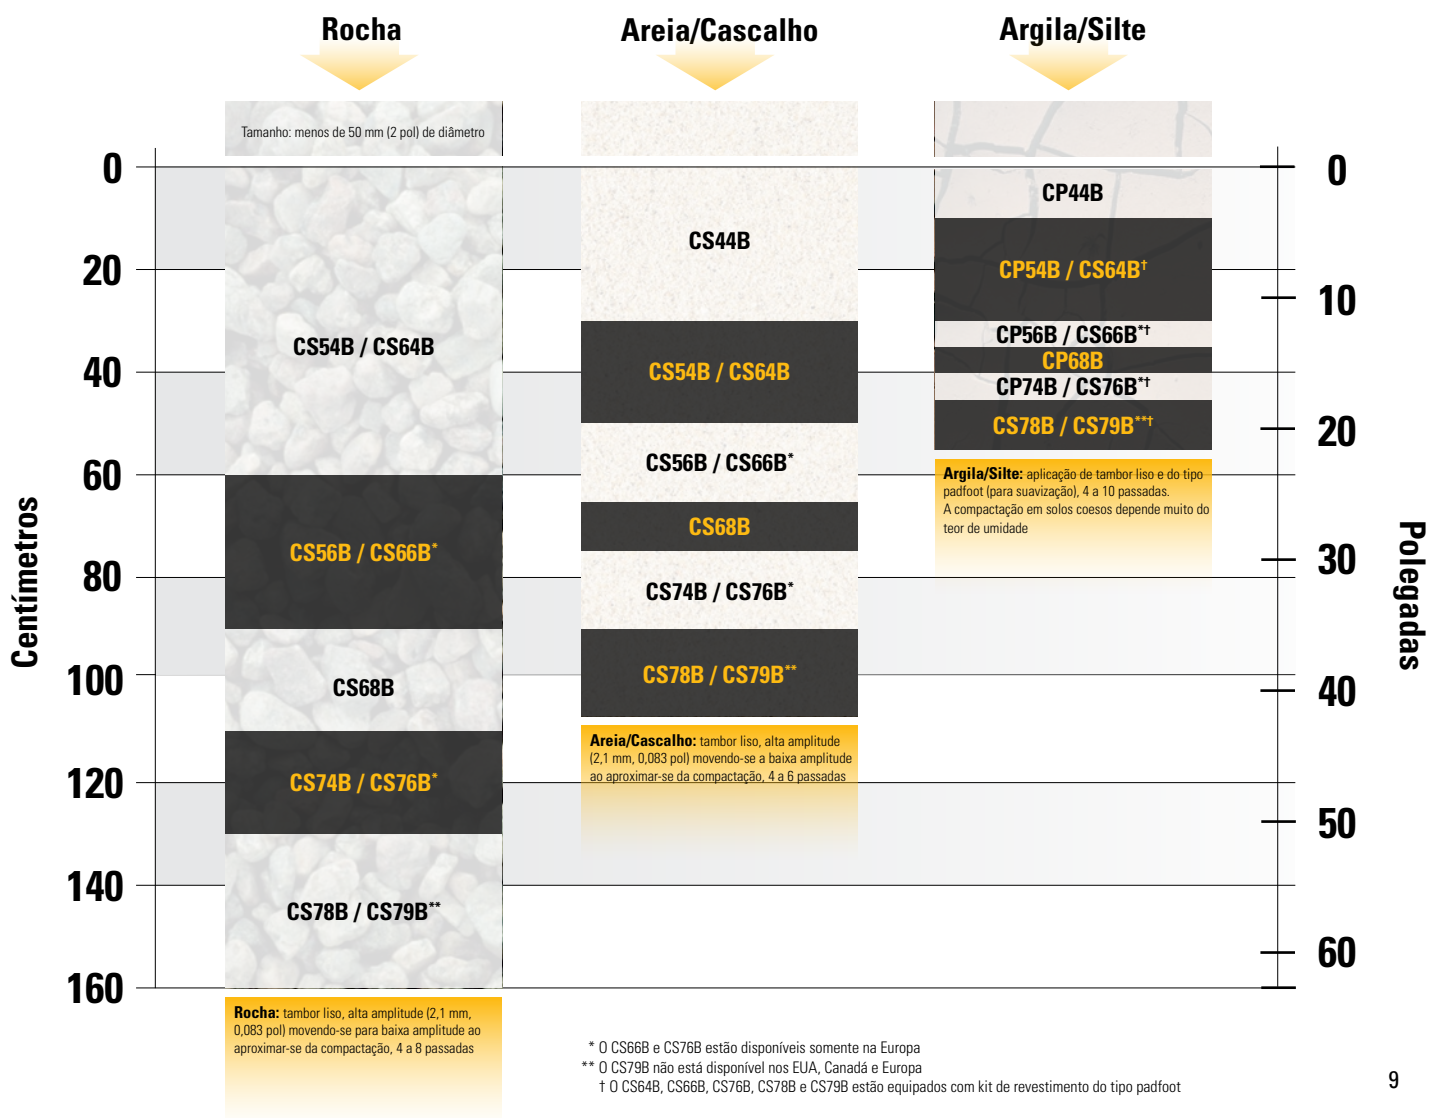 Rocha
Areia/Cascalho
Argila/Silte
Tamanho: menos de 50 mm (2 pol) de diâmetro
Centímetros
0
20
40
60
80
100
120
140
160
CS54B / CS64B
CS56B / CS66B*
CS68B
CS74B / CS76B*
CS78B / CS79B**
Rocha: tambor liso, alta amplitude (2,1 mm,
0,083 pol) movendo-se para baixa amplitude ao
aproximar-se da compactação, 4 a 8 passadas
CS44B
CS54B / CS64B
CS56B / CS66B*
CS68B
CS74B / CS76B*
CS78B / CS79B**
Areia/Cascalho: tambor liso, alta amplitude
(2,1 mm, 0,083 pol) movendo-se a baixa amplitude
ao aproximar-se da compactação, 4 a 6 passadas
CP44B
CP54B / CS64B†
CP56B / CS66B*†
CP68B
CP74B / CS76B*†
CS78B / CS79B**†
Argila/Silte: aplicação de tambor liso e do tipo
padfoot (para suavização), 4 a 10 passadas.
A compactação em solos coesos depende muito do
teor de umidade
0
10
20
30
40
50
60
Polegadas
* O CS66B e CS76B estão disponíveis somente na Europa
** O CS79B não está disponível nos EUA, Canadá e Europa
† O CS64B, CS66B, CS76B, CS78B e CS79B estão equipados com kit de revestimento do tipo padfoot
9